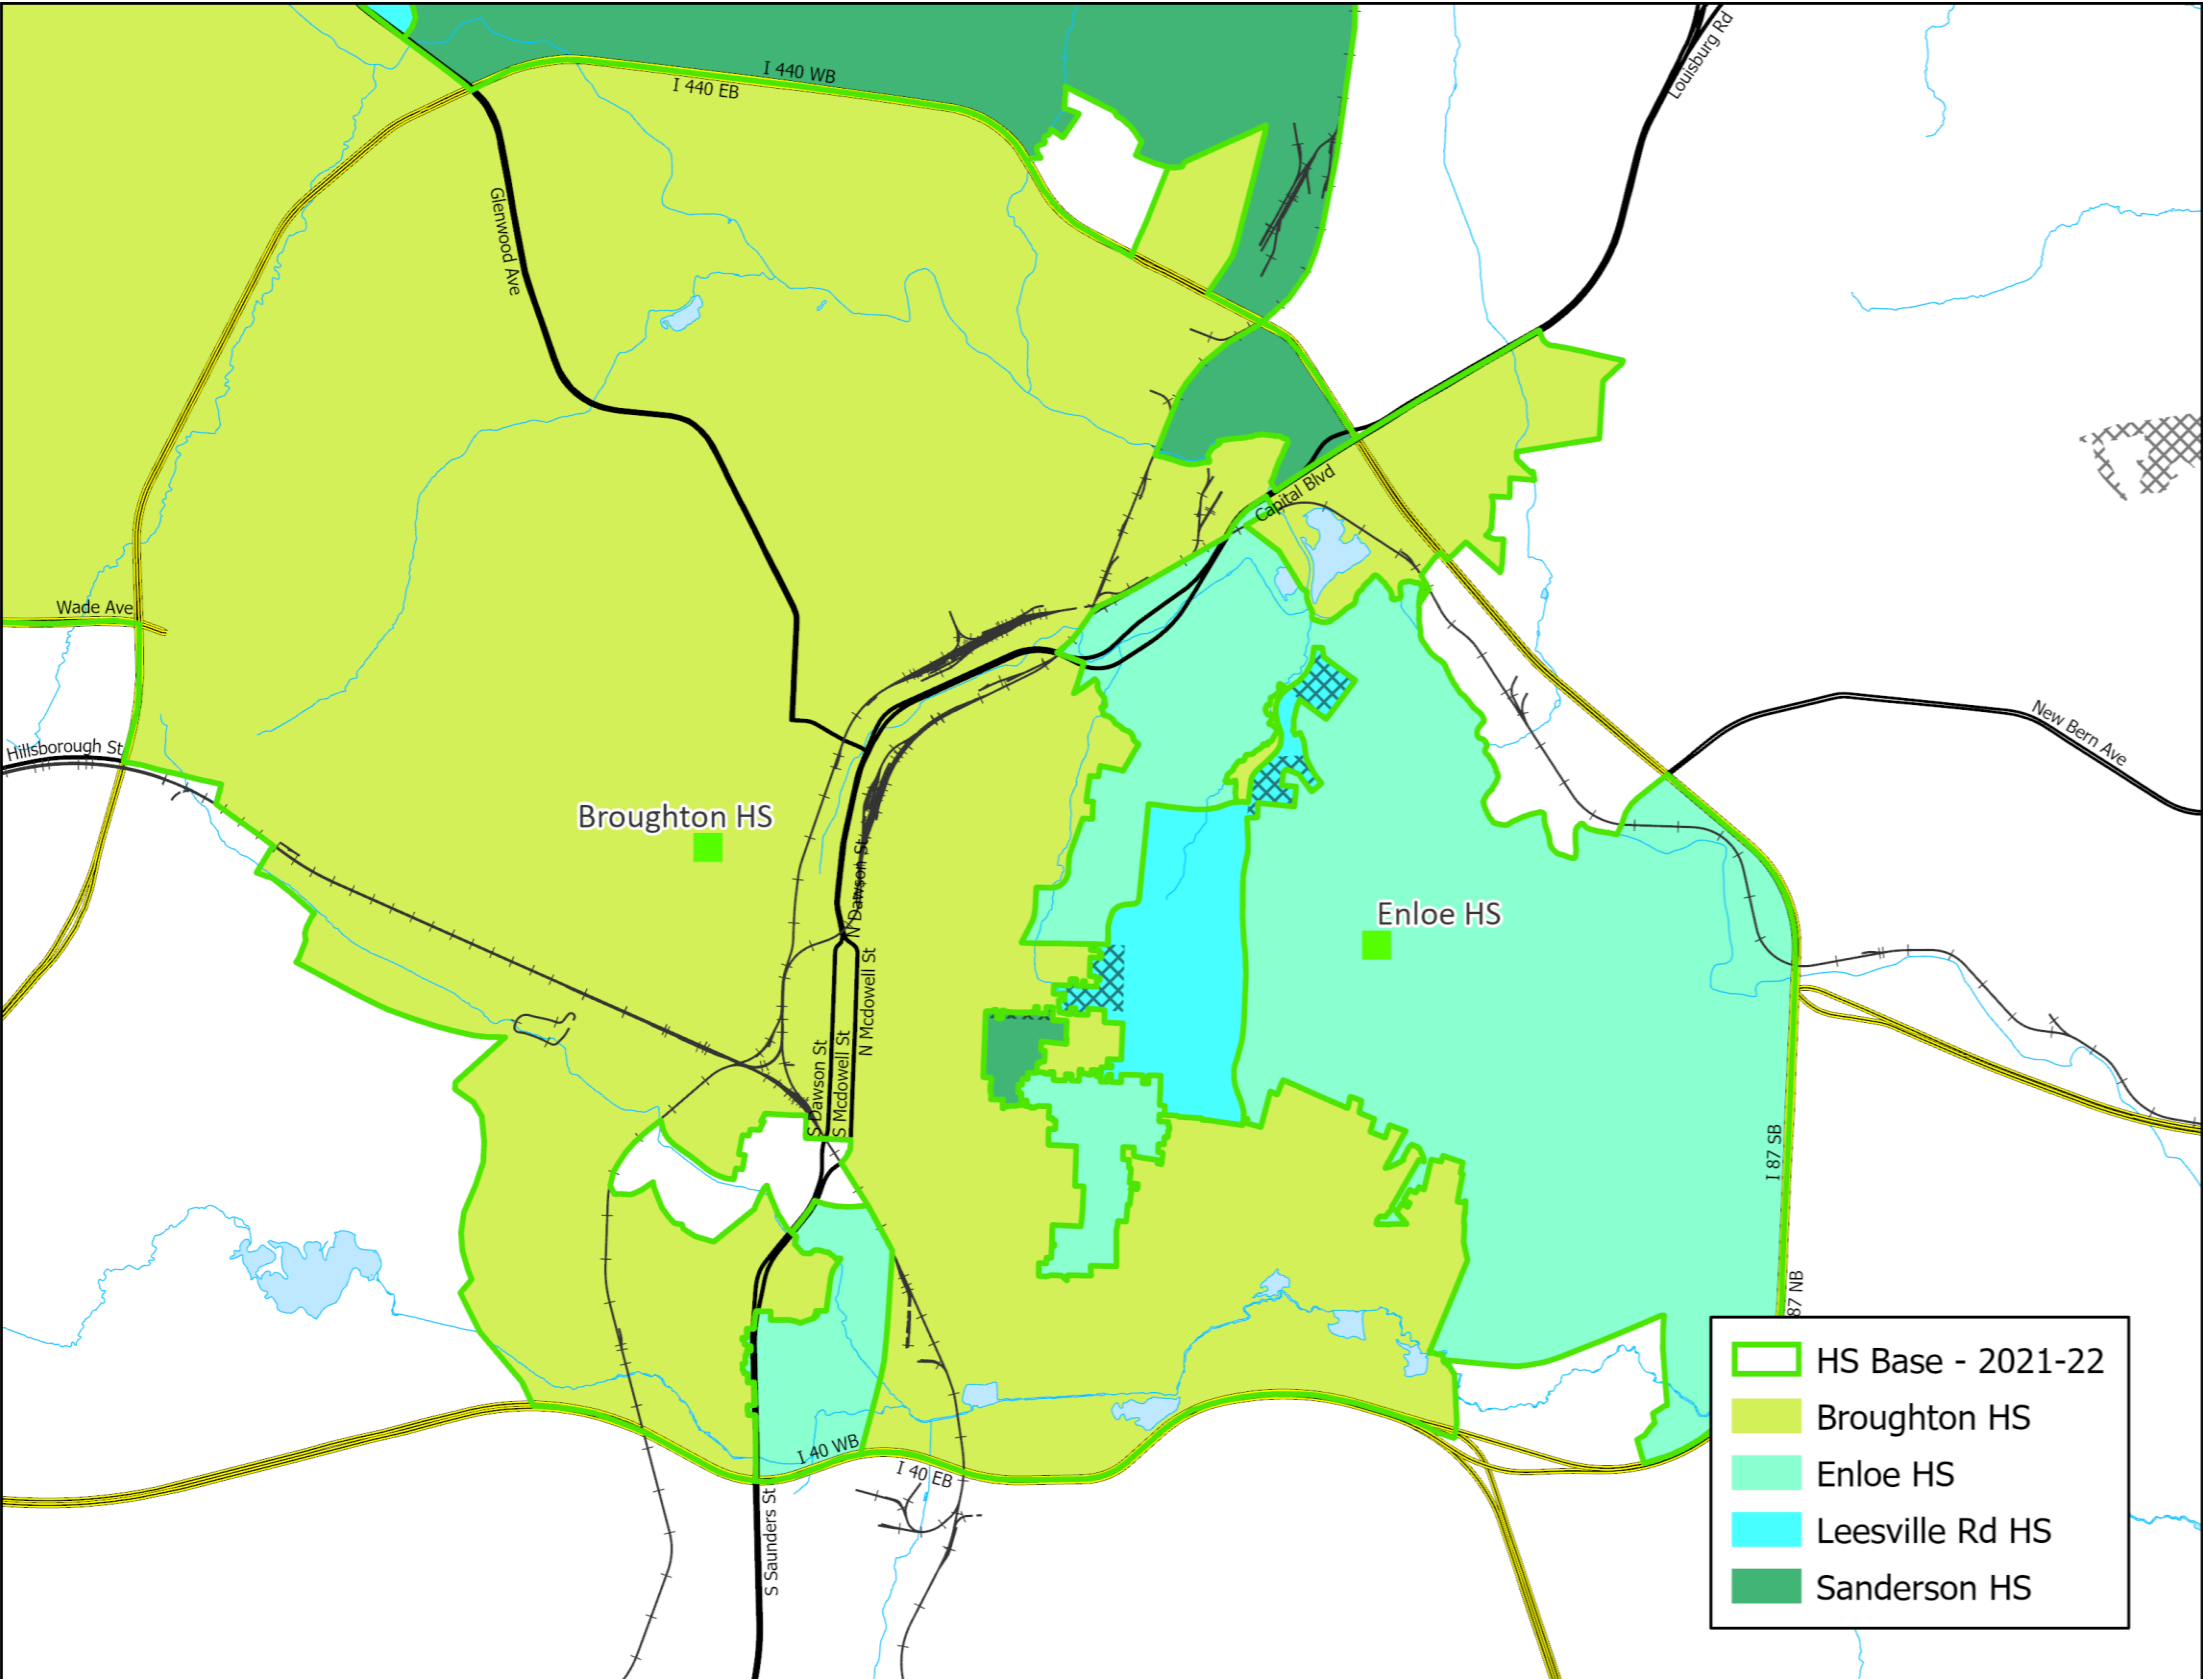 Louisburg Rd
I 440 WB
I 440 EB
Glenwood Ave
Capital Blvd
Wade Ave
Hillsborough St
New Bern Ave
Broughton HS
N Dawson St
Enloe HS
N Mcdowell St
S Dawson St
S Mcdowell St
I 87 SB
87 NB
I 40 WB
I 40 EB
S Saunders St
HS Base - 2021-22
Broughton HS
Enloe HS
Leesville Rd HS
Sanderson HS